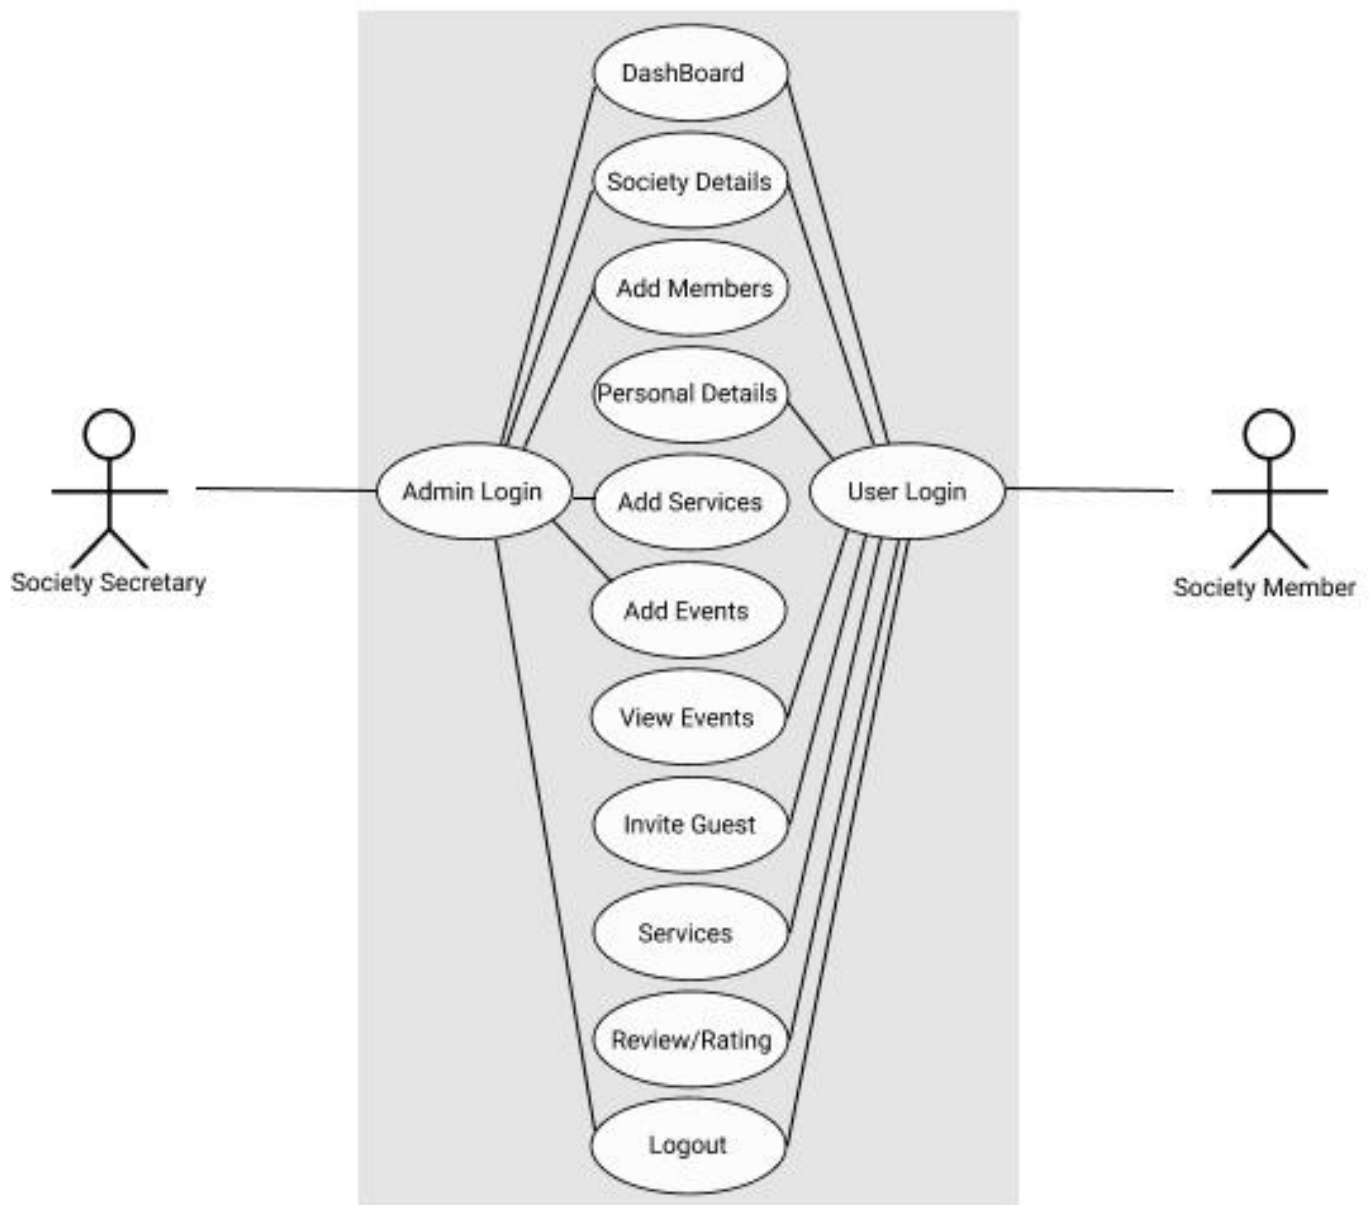 DashBoard
Society Details
Add Members
Personal Details
Admin Login
User Login
Add Services
Society Secretary
Society Member
Add Events
View Events
Invite Guest
Services
Review/Rating
Logout